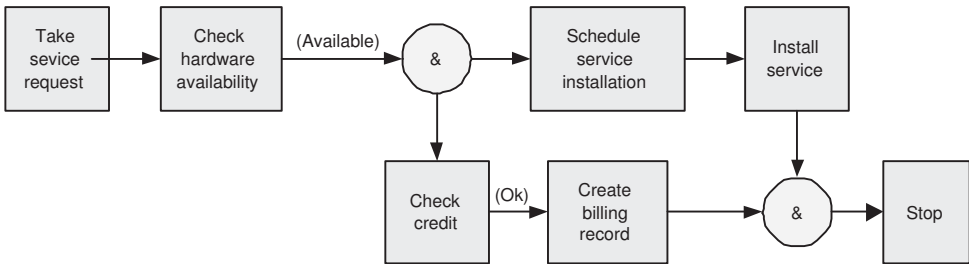 Take
sevice
request
Check
hardware
availability
(Available)
&
Schedule
service
installation
Install
service
Check
credit
(Ok)
Create
billing
record
&
Stop